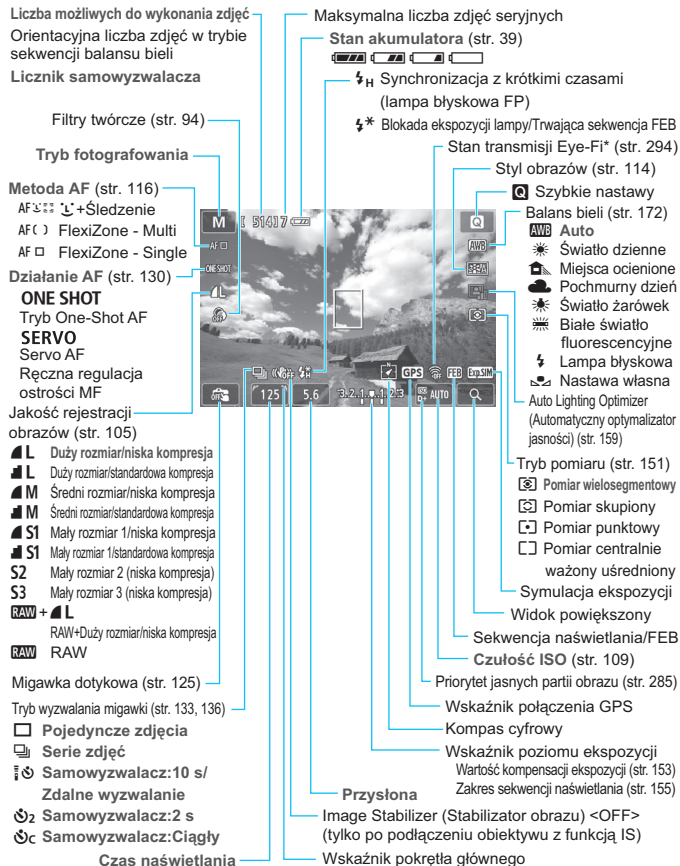 Liczba możliwych do wykonania zdjęć
Orientacyjna liczba zdjęć w trybie
sekwencji balansu bieli
Licznik samowyzwalacza
Maksymalna liczba zdjęć seryjnych
Stan akumulatora (str. 39)
H Synchronizacja z krótkimi czasami
(lampa błyskowa FP)
Blokada ekspozycji lampy/Trwająca sekwencja FEB
Filtry twórcze (str. 94)
Stan transmisji Eye-Fi* (str. 294)
Tryb fotografowania
Styl obrazów (str. 114)
Q Szybkie nastawy
Metoda AF (str. 116)
AF +Śledzenie
AF( ) FlexiZone - Multi
AF □ FlexiZone - Single
Działanie AF (str. 130)
ONE SHOT
Tryb One-Shot AF
SERVO
Servo AF
Ręczna regulacja
ostrości MF
Jakość rejestracji
obrazów (str. 105)
L Duży rozmiar/niska kompresja
L Duży rozmiar/standardowa kompresja
M Średni rozmiar/niska kompresja
M Średni rozmiar/standardowa kompresja
S1 Mały rozmiar 1/niska kompresja
S1 Mały rozmiar 1/standardowa kompresja
S2 Mały rozmiar 2 (niska kompresja)
S3 Mały rozmiar 3 (niska kompresja)
RAW + L
RAW+Duży rozmiar/niska kompresja
RAW RAW
Migawka dotykowa (str. 125)
Tryb wyzwalania migawki (str. 133, 136)
Pojedyncze zdjęcia
Serie zdjęć
Samowyzwalacz:10 s/
Zdalne wyzwalanie
2 Samowyzwalacz:2 s
C Samowyzwalacz:Ciągły
Czas naświetlania
M [ 514] 7 Q
AF □ AWB
ONE SHOT
L
OFF OFF H GPS OFF FEB Exp.SIM
OFF 125 5.6 3..2..1..0..1..2..3 ISO D+ AUTO
Balans bieli (str. 172)
AWB Auto
Światło dzienne
Miejsca ocienione
Pochmurny dzień
Światło żarówek
Białe światło
fluorescencyjne
Lampa błyskowa
Nastawa własna
Auto Lighting Optimizer
(Automatyczny optymalizator
jasności) (str. 159)
Tryb pomiaru (str. 151)
Pomiar wielosegmentowy
Pomiar skupiony
Pomiar punktowy
Pomiar centralnie
ważony uśredniony
Symulacja ekspozycji
Widok powiększony
Sekwencja naświetlania/FEB
Czułość ISO (str. 109)
Priorytet jasnych partii obrazu (str. 285)
Wskaźnik połączenia GPS
Kompas cyfrowy
Wskaźnik poziomu ekspozycji
Wartość kompensacji ekspozycji (str. 153)
Zakres sekwencji naświetlania (str. 155)
Przysłona
Image Stabilizer (Stabilizator obrazu) <OFF>
(tylko po podłączeniu obiektywu z funkcją IS)
Wskaźnik pokrętła głównego